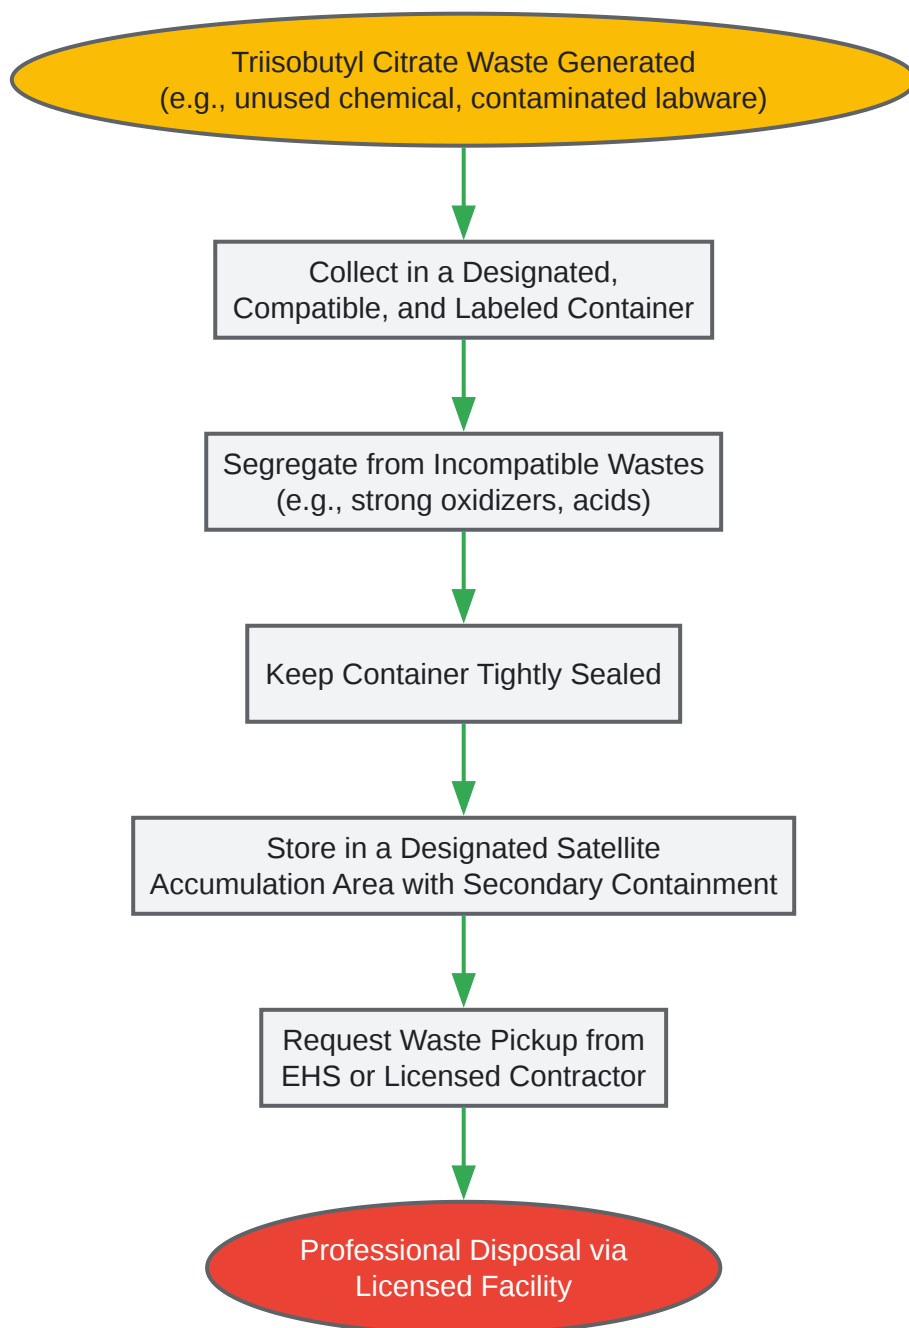 Triisobutyl Citrate Waste Generated
(e.g., unused chemical, contaminated labware)
Collect in a Designated,
Compatible, and Labeled Container
Segregate from Incompatible Wastes
(e.g., strong oxidizers, acids)
Keep Container Tightly Sealed
Store in a Designated Satellite
Accumulation Area with Secondary Containment
Request Waste Pickup from
EHS or Licensed Contractor
Professional Disposal via
Licensed Facility